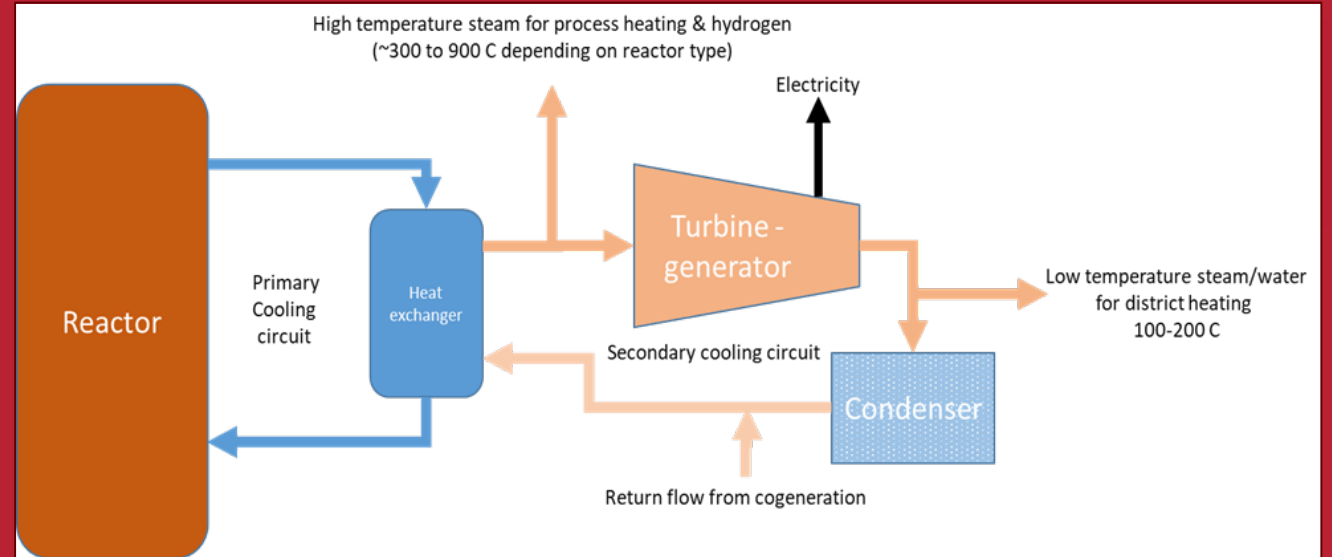 High temperature steam for process heating & hydrogen
(~300 to 900 C depending on reactor type)
Electricity
Turbine -
generator
Primary
Cooling
circuit
Heat
exchanger
Reactor
Low temperature steam/water
for district heating
100-200 C
Secondary cooling circuit
Condenser
Return flow from cogeneration